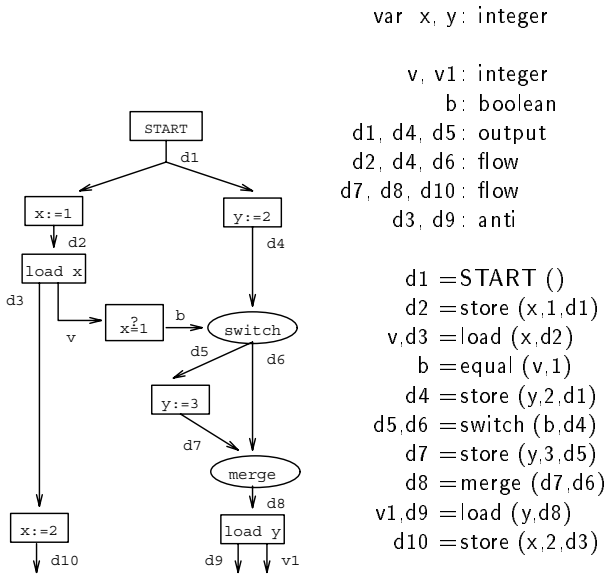 START
d1
x:=1
y:=2
d2
d4
load x
d3
v
x?=1
b
switch
d5
d6
y:=3
d7
merge
d8
x:=2
load y
d10
d9
v1
var x, y: integer
v, v1: integer
b: boolean
d1, d4, d5: output
d2, d4, d6: flow
d7, d8, d10: flow
d3, d9: anti
d1 =START ()
d2 =store (x,1,d1)
v,d3 =load (x,d2)
b =equal (v,1)
d4 =store (y,2,d1)
d5,d6 =switch (b,d4)
d7 =store (y,3,d5)
d8 =merge (d7,d6)
v1,d9 =load (y,d8)
d10 =store (x,2,d3)